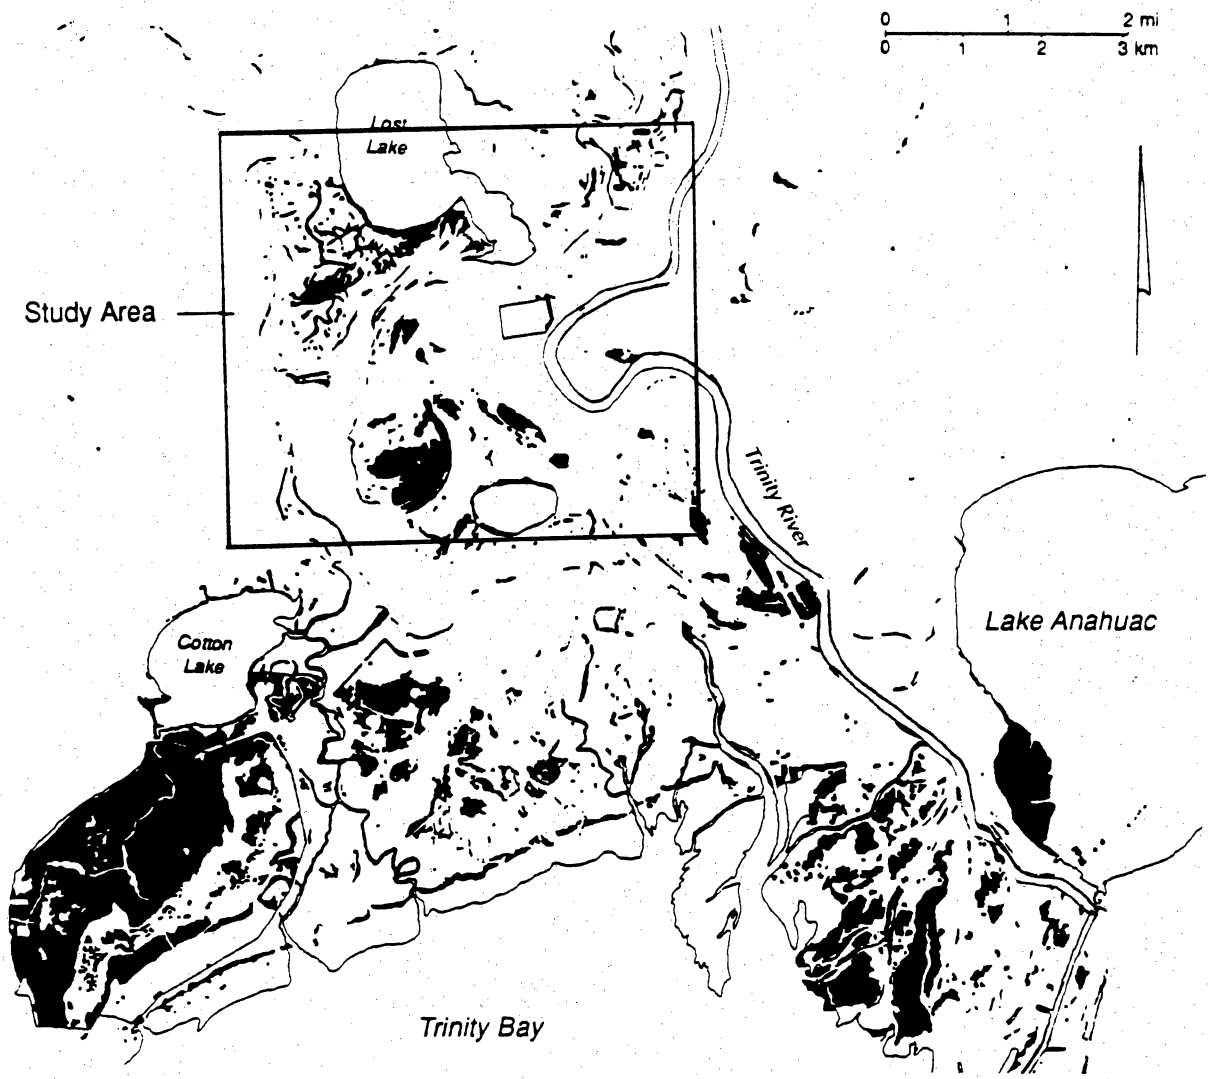 0 1 2 mi
0 1 2 3 km
Lost
Lake
Study Area
Trinity River
Lake Anahuac
Cotton
Lake
Trinity Bay